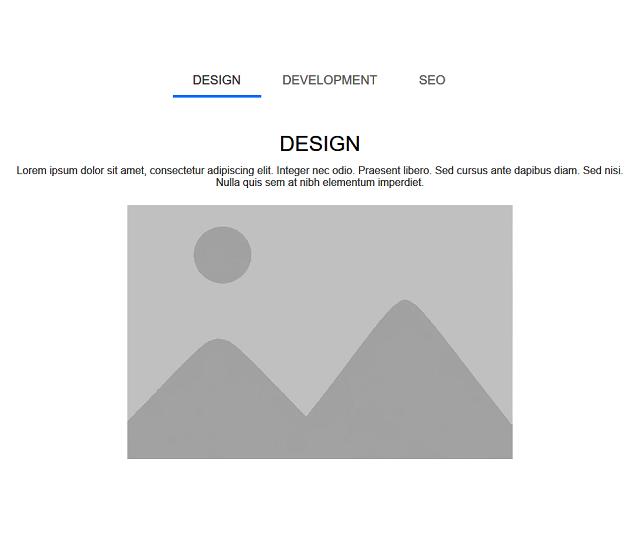 DESIGN DEVELOPMENT SEO
DESIGN
Lorem ipsum dolor sit amet, consectetur adipiscing elit. Integer nec odio. Praesent libero. Sed cursus ante dapibus diam. Sed nisi.
Nulla quis sem at nibh elementum imperdiet.